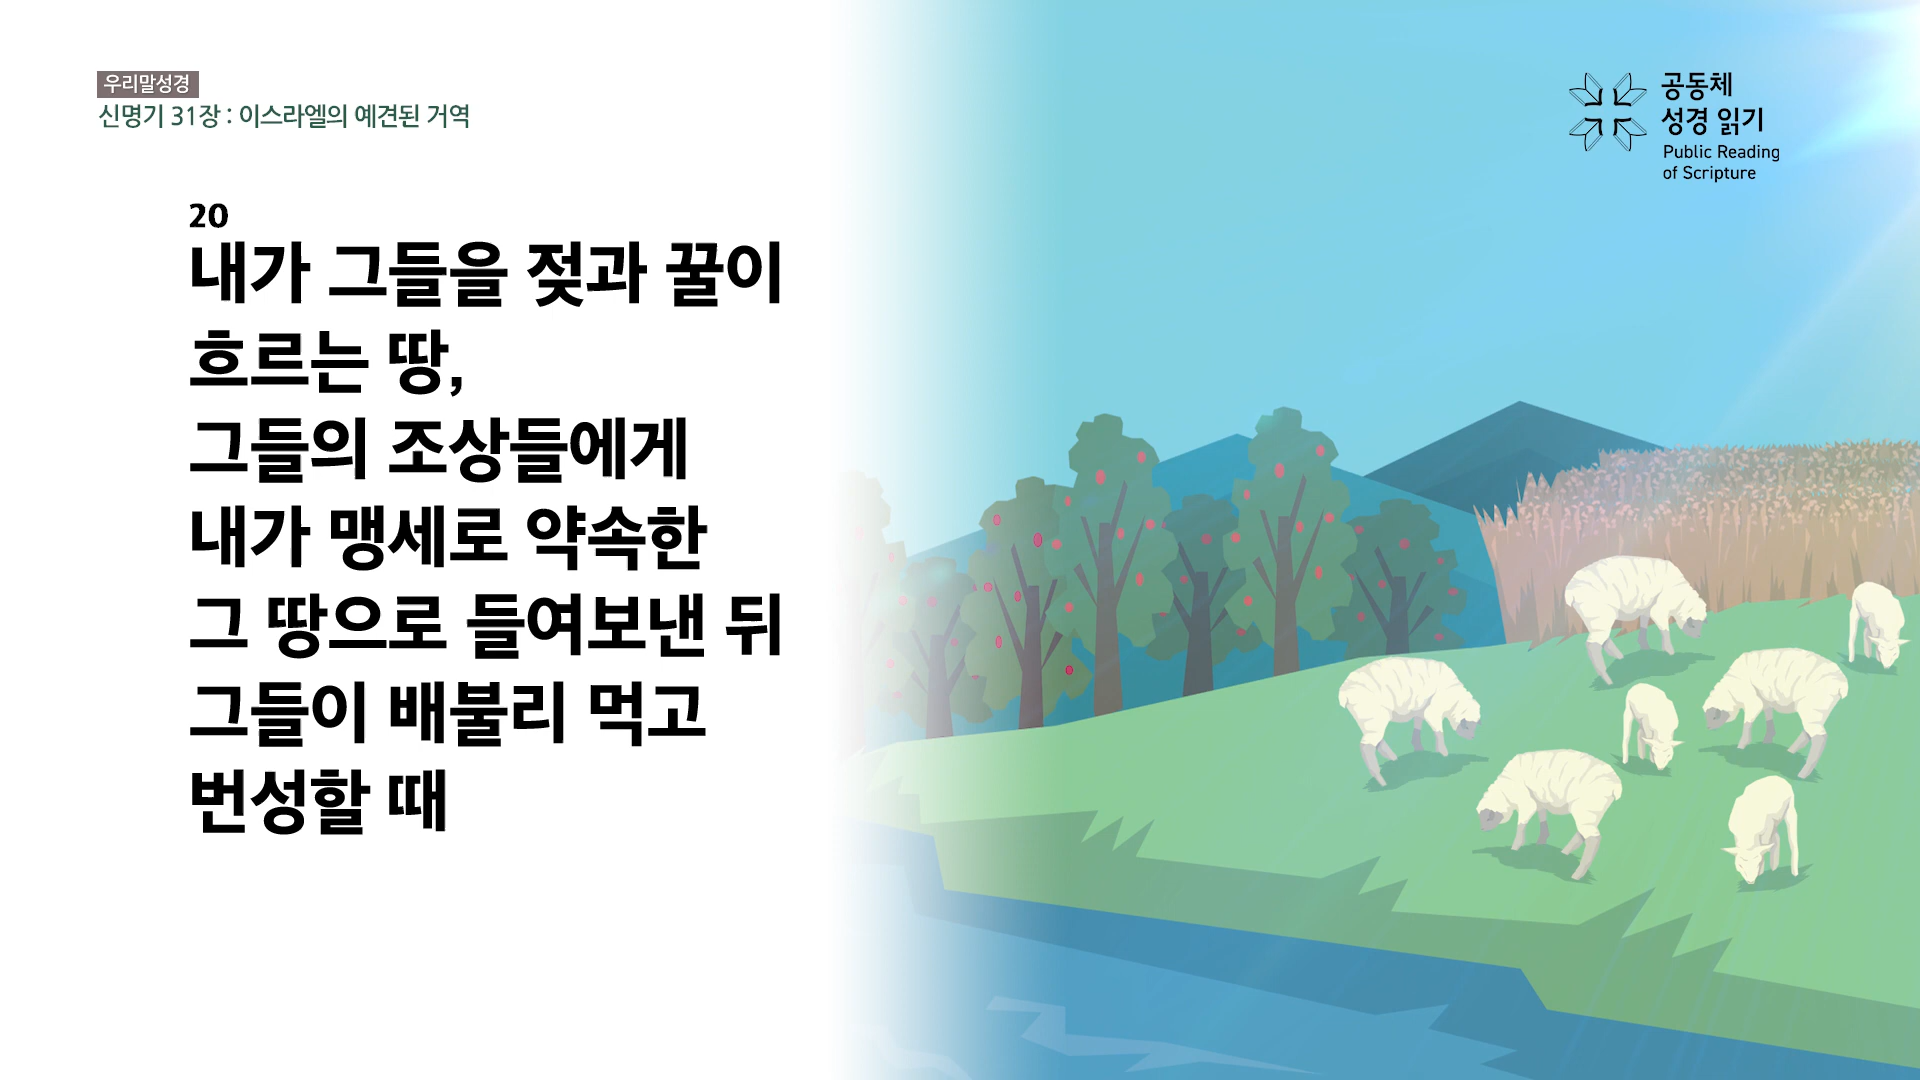 우리말성경
신명기 31장 : 이스라엘의 예견된 거역
공동체
성경 읽기
Public Reading
of Scripture
20
내가 그들을 젖과 꿀이
흐르는 땅,
그들의 조상들에게
내가 맹세로 약속한
그 땅으로 들여보낸 뒤
그들이 배불리 먹고
번성할 때